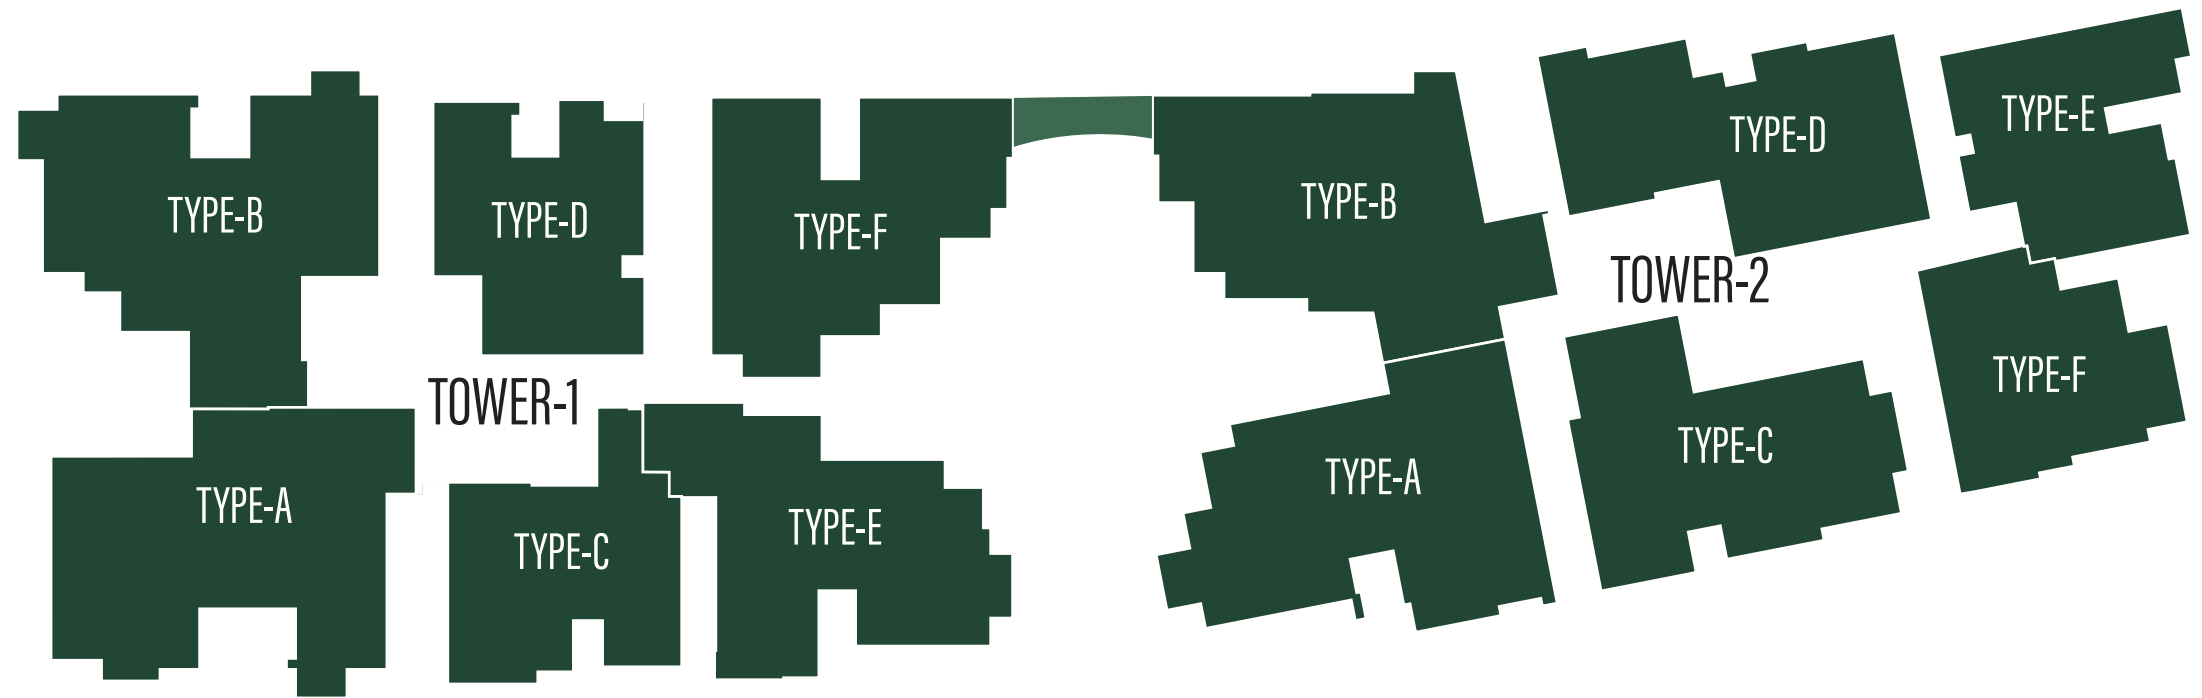 TYPE-B
TYPE-D
TYPE-F
TOWER-1
TYPE-A
TYPE-C
TYPE-E
TYPE-B
TYPE-D
TYPE-E
TOWER-2
TYPE-A
TYPE-C
TYPE-F